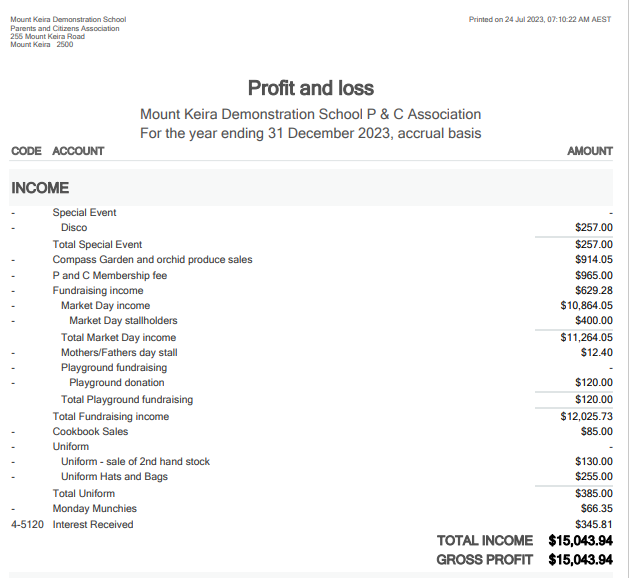 Mount Keira Demonstration School
Printed on 24 Jul 2023, 07:10:22 AM AEST
Parents and Citizens Association
255 Mount Keira Road
Mount Keira 2500
Profit and loss
Mount Keira Demonstration School P & C Association
For the year ending 31 December 2023, accrual basis
CODE ACCOUNT AMOUNT
INCOME
- Special Event -
- Disco $257.00
Total Special Event $257.00
- Compass Garden and orchid produce sales $914.05
- P and C Membership fee $965.00
- Fundraising income $629.28
- Market Day income $10,864.05
- Market Day stallholders $400.00
Total Market Day income $11,264.05
- Mothers/Fathers day stall $12.40
- Playground fundraising -
- Playground donation $120.00
Total Playground fundraising $120.00
Total Fundraising income $12,025.73
- Cookbook Sales $85.00
- Uniform -
- Uniform - sale of 2nd hand stock $130.00
- Uniform Hats and Bags $255.00
Total Uniform $385.00
- Monday Munchies $66.35
4-5120 Interest Received $345.81
TOTAL INCOME $15,043.94
GROSS PROFIT $15,043.94